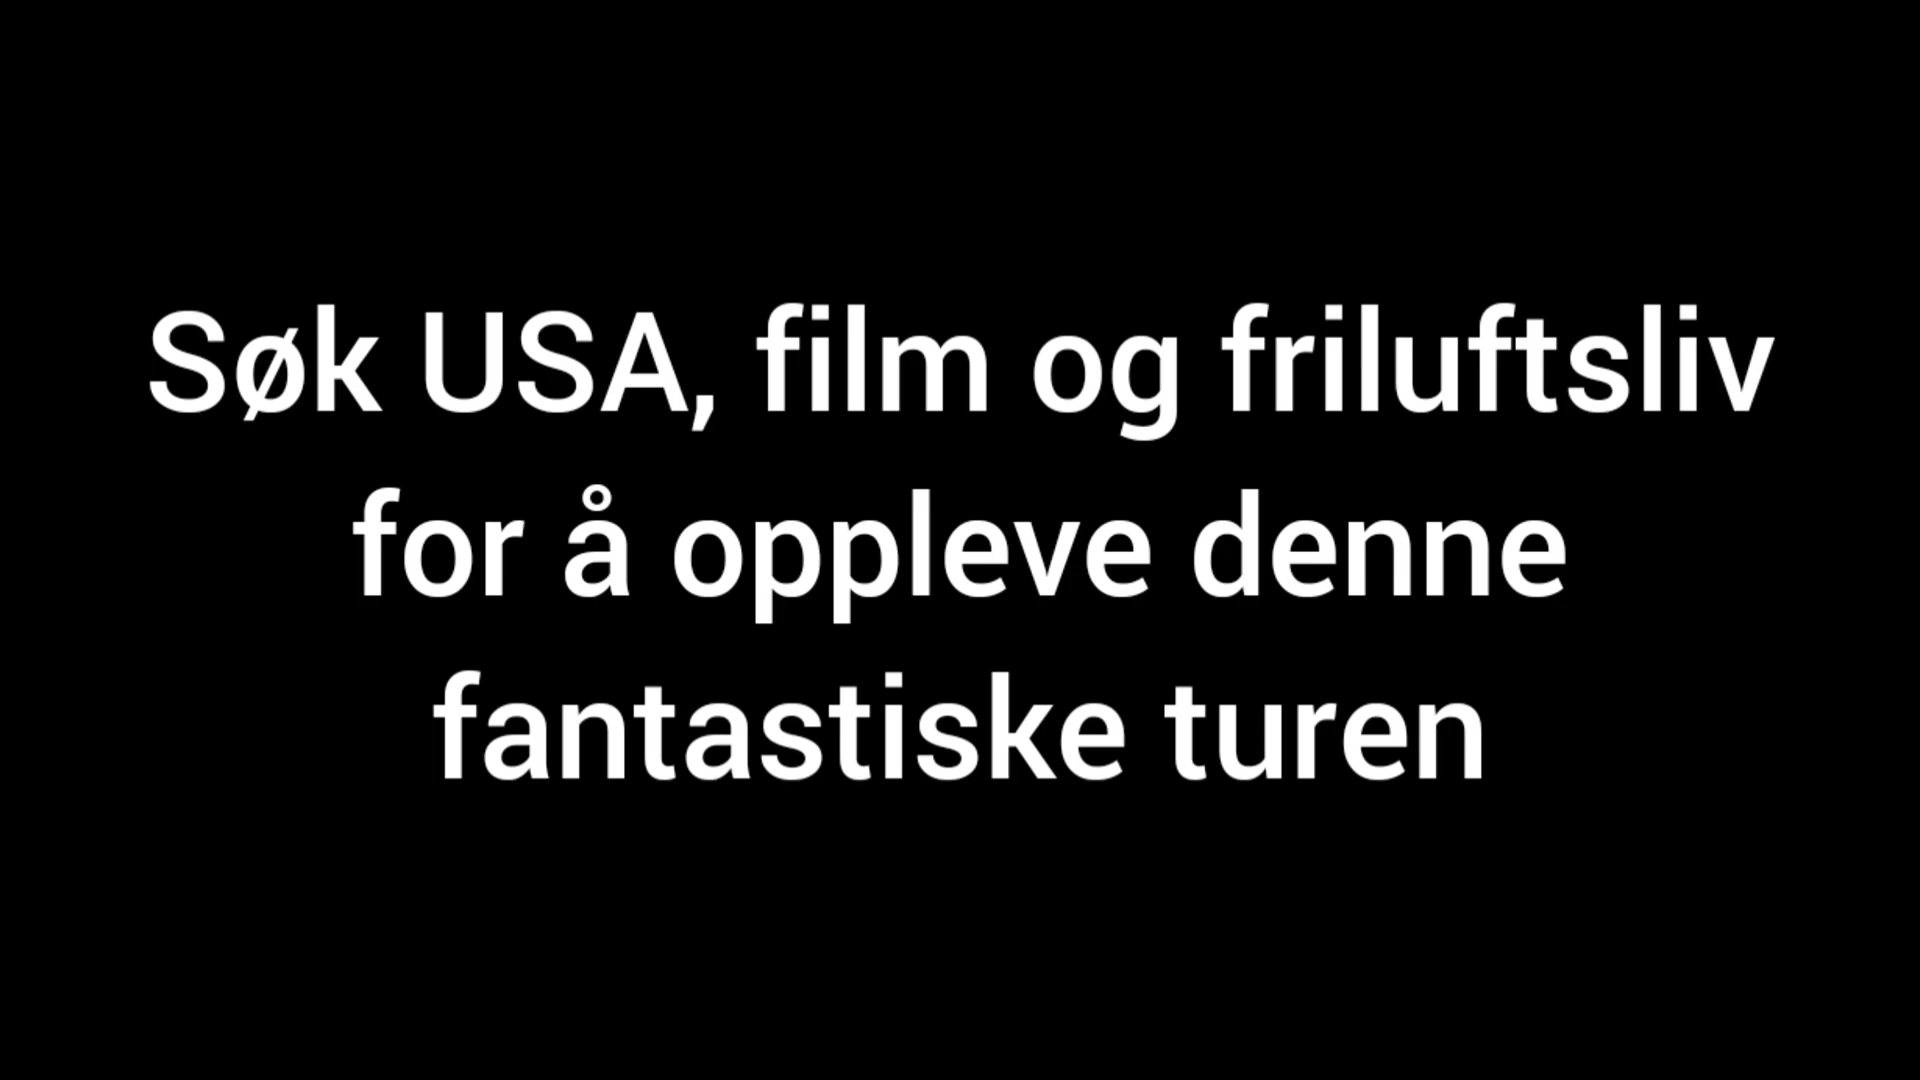 Søk USA, film og friluftsliv
for å oppleve denne
fantastiske turen